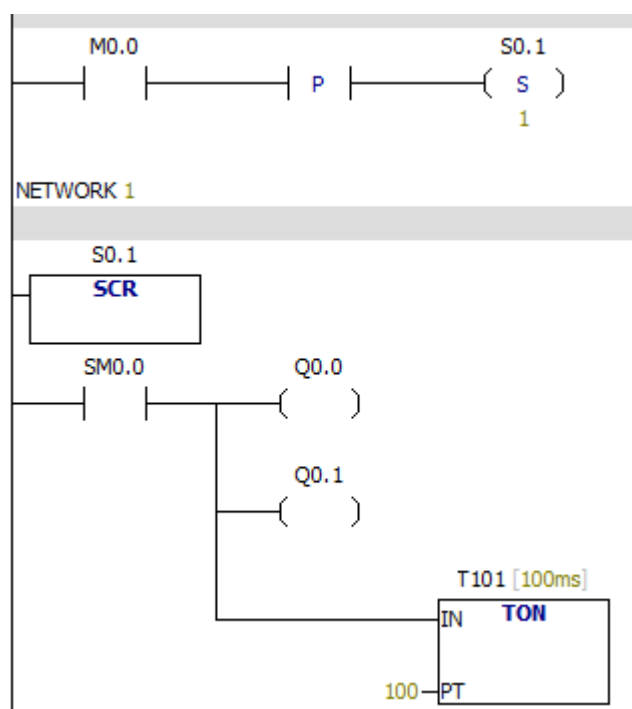 M0.0 S0.1
P S
1
NETWORK 1
S0.1
SCR
SM0.0 Q0.0
Q0.1
T101 [100ms]
IN TON
100 PT